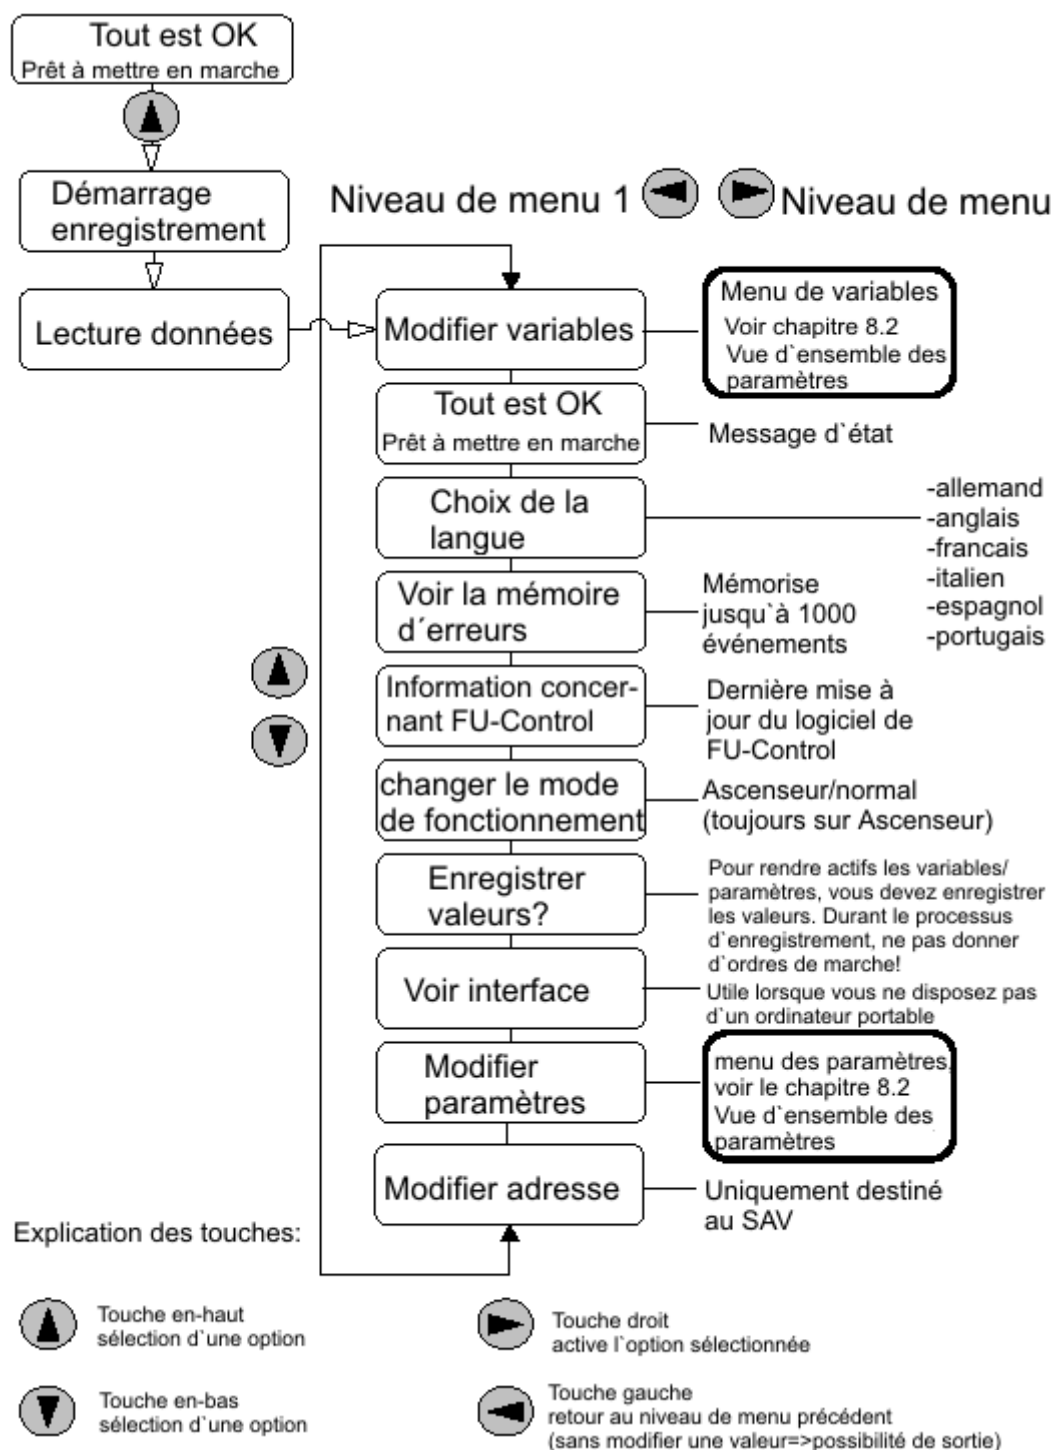 Tout est OK
Prêt à mettre en marche
Démarrage
enregistrement
Lecture données
Niveau de menu 1
Niveau de menu
Modifier variables
Menu de variables
Voir chapitre 8.2
Vue d`ensemble des
paramètres
Tout est OK
Prêt à mettre en marche
Message d`état
Choix de la
langue
-allemand
-anglais
-francais
-italien
-espagnol
-portugais
Voir la mémoire
d´erreurs
Mémorise
jusqu`à 1000
événements
Information concer-
nant FU-Control
Dernière mise à
jour du logiciel de
FU-Control
changer le mode
de fonctionnement
Ascenseur/normal
(toujours sur Ascenseur)
Enregistrer
valeurs?
Pour rendre actifs les variables/
paramètres, vous devez enregistrer
les valeurs. Durant le processus
d`enregistrement, ne pas donner
d`ordres de marche!
Voir interface
Utile lorsque vous ne disposez pas
d`un ordinateur portable
Modifier
paramètres
menu des paramètres,
voir le chapitre 8.2
Vue d`ensemble des
paramètres
Modifier adresse
Uniquement destiné
au SAV
Explication des touches:
Touche en-haut
sélection d`une option
Touche droit
active l`option sélectionnée
Touche en-bas
sélection d`une option
Touche gauche
retour au niveau de menu précédent
(sans modifier une valeur=>possibilité de sortie)